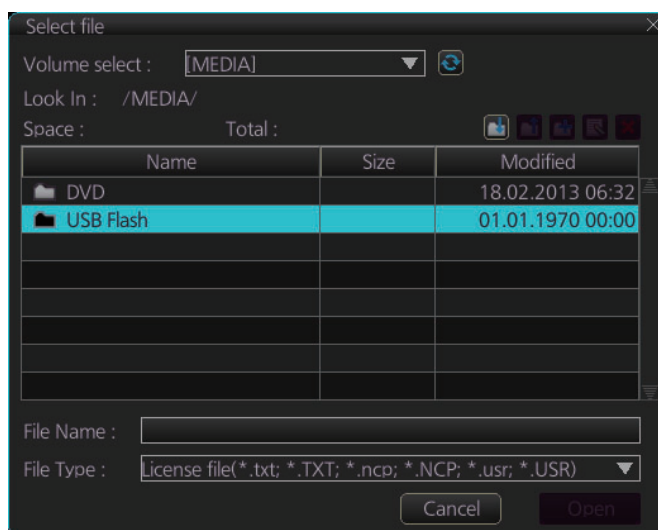 Select file
Volume select : [MEDIA]
Look In : /MEDIA/
Space : Total :
Name Size Modified
DVD 18.02.2013 06:32
USB Flash 01.01.1970 00:00
File Name :
File Type : License file(*.txt; *.TXT; *.ncp; *.NCP; *.usr; *.USR)
Cancel Open